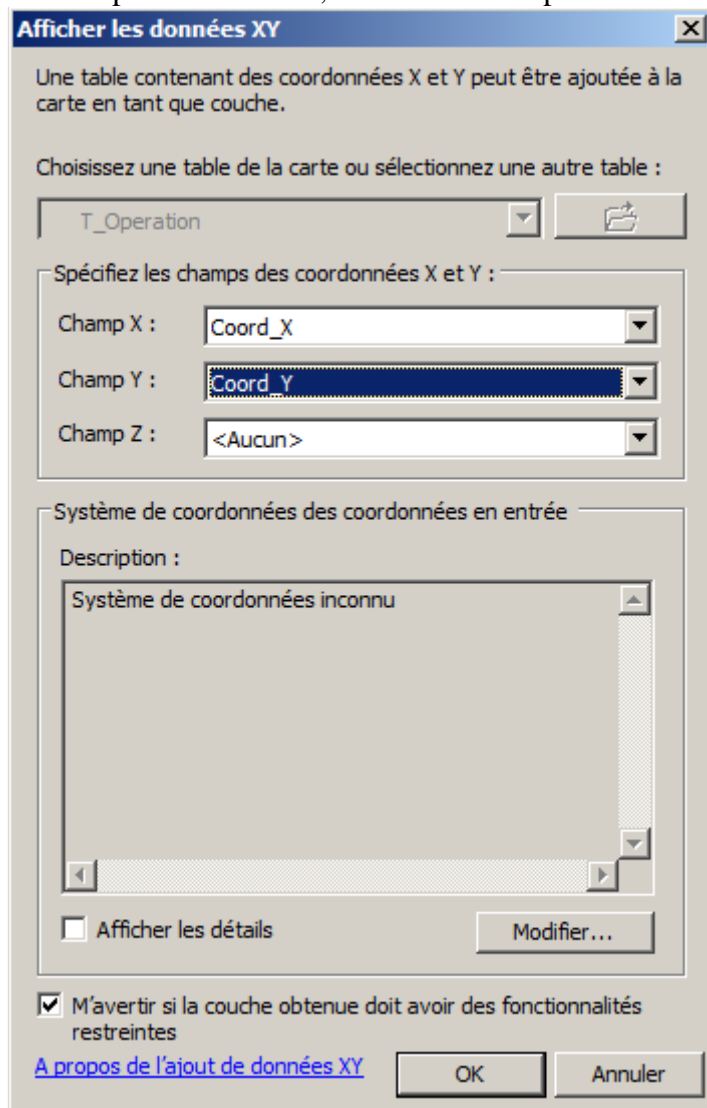 Afficher les données XY
Une table contenant des coordonnées X et Y peut être ajoutée à la
carte en tant que couche.
Choisissez une table de la carte ou sélectionnez une autre table :
T_Operation
Spécifiez les champs des coordonnées X et Y :
Champ X :
Coord_X
Champ Y :
Coord_Y
Champ Z :
<Aucun>
Système de coordonnées des coordonnées en entrée
Description :
Système de coordonnées inconnu
Afficher les détails
Modifier...
M'avertir si la couche obtenue doit avoir des fonctionnalités
restreintes
A propos de l'ajout de données XY
OK
Annuler